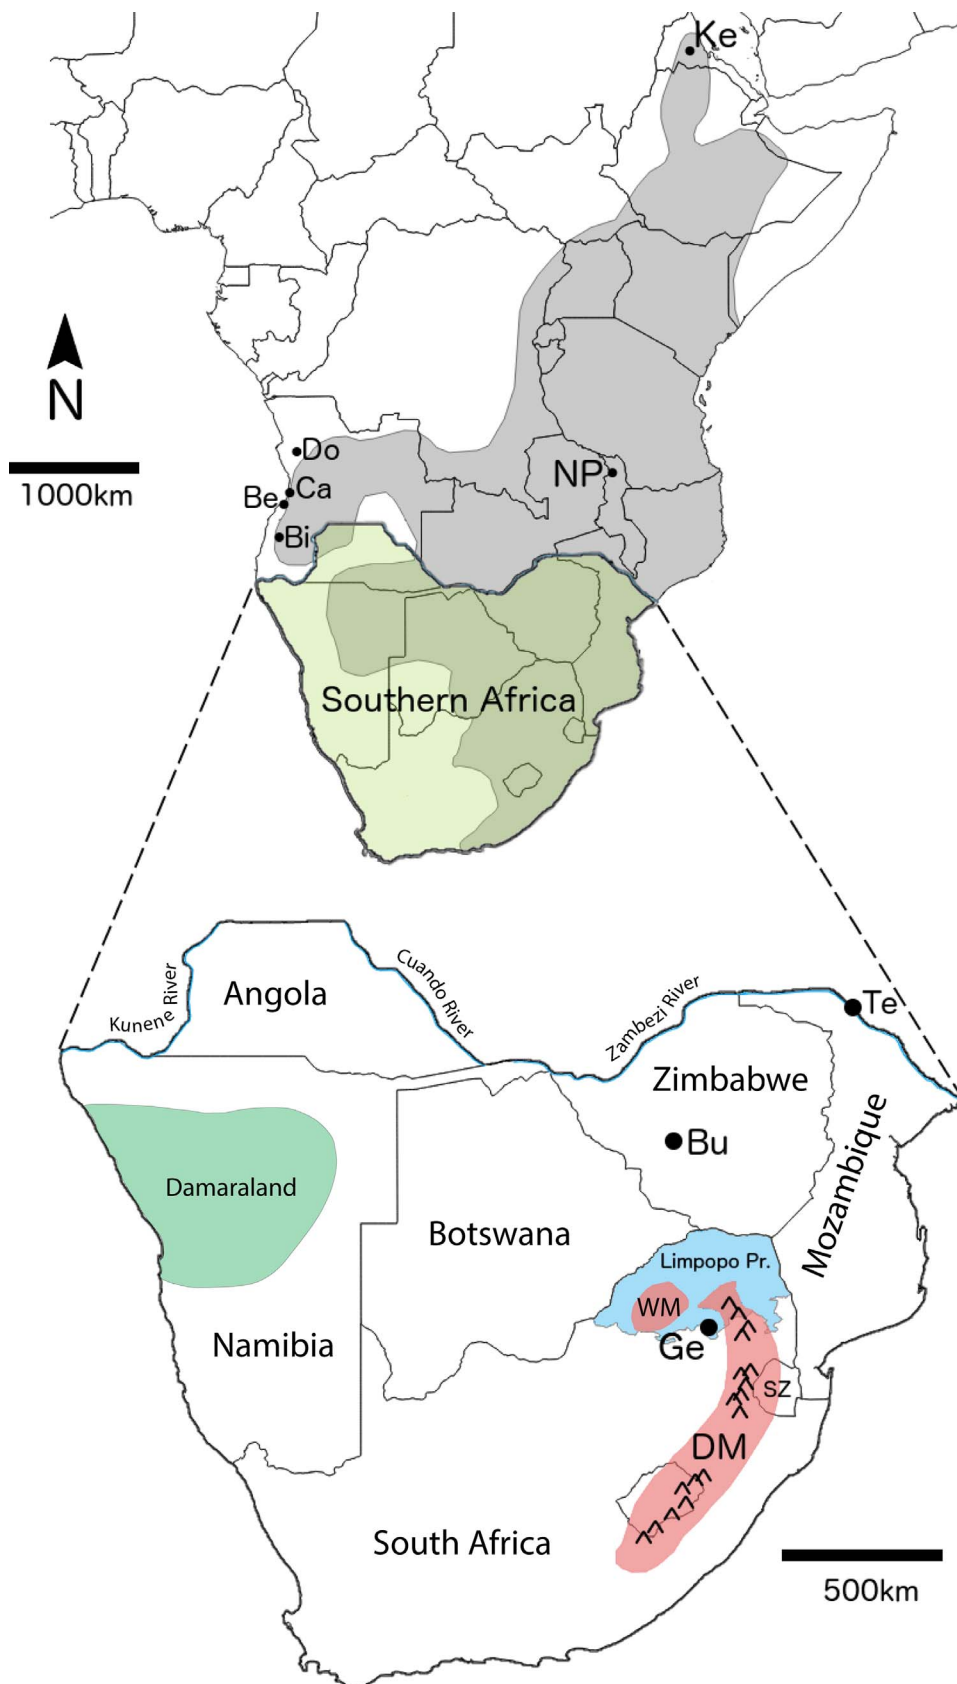 Ke
N
1000km
Do
Ca
Be
Bi
NP
Southern Africa
Kunene River
Angola
Cuando River
Zambezi River
Te
Zimbabwe
Bu
Mozambique
Damaraland
Botswana
Limpopo Pr.
WM
Ge
Namibia
SZ
DM
South Africa
500km